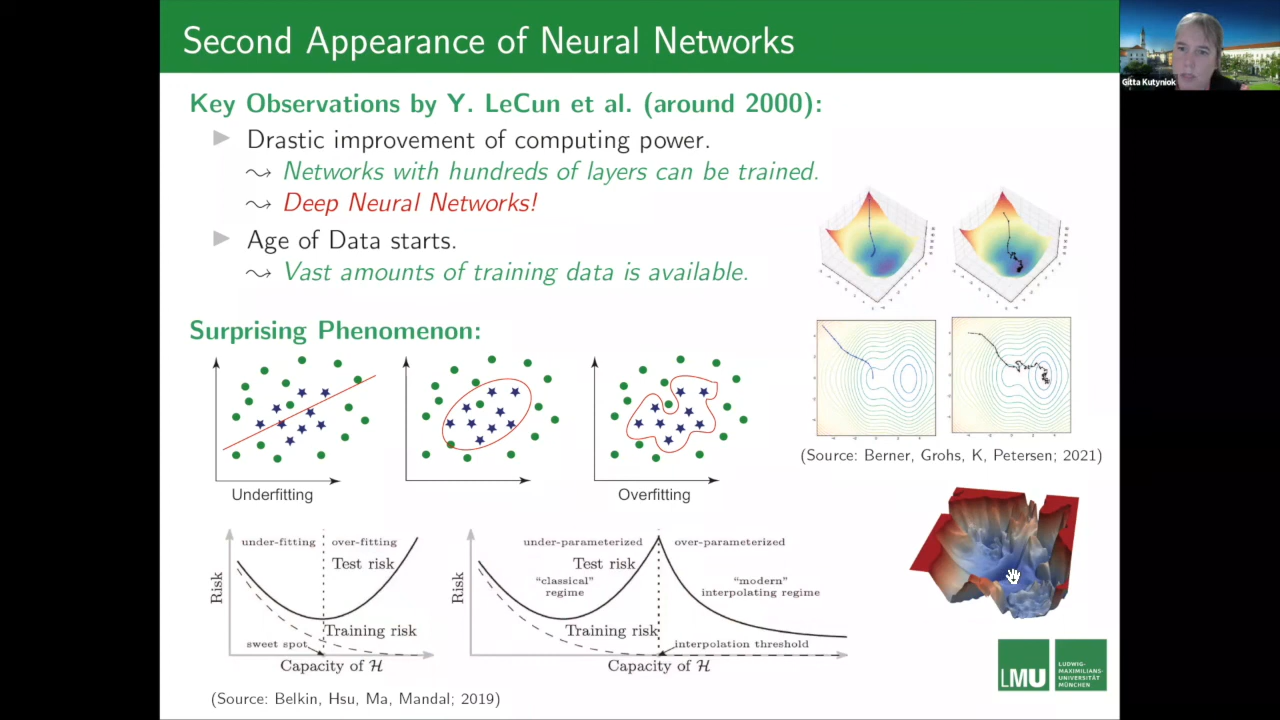 Second Appearance of Neural Networks
Gitta Kutyniok
Key Observations by Y. LeCun et al. (around 2000):
Drastic improvement of computing power.
⤳ Networks with hundreds of layers can be trained.
⤳ Deep Neural Networks!
Age of Data starts.
⤳ Vast amounts of training data is available.
Surprising Phenomenon:
Underfitting
Overfitting
(Source: Berner, Grohs, K, Petersen; 2021)
under-fitting
over-fitting
Test risk
Risk
Training risk
sweet spot
Capacity of ℋ
under-parameterized
over-parameterized
Test risk
“classical”
regime
“modern”
interpolating regime
Risk
Training risk
interpolation threshold
Capacity of ℋ
(Source: Belkin, Hsu, Ma, Mandal; 2019)
LMU
LUDWIG-
MAXIMILIANS-
UNIVERSITÄT
MÜNCHEN